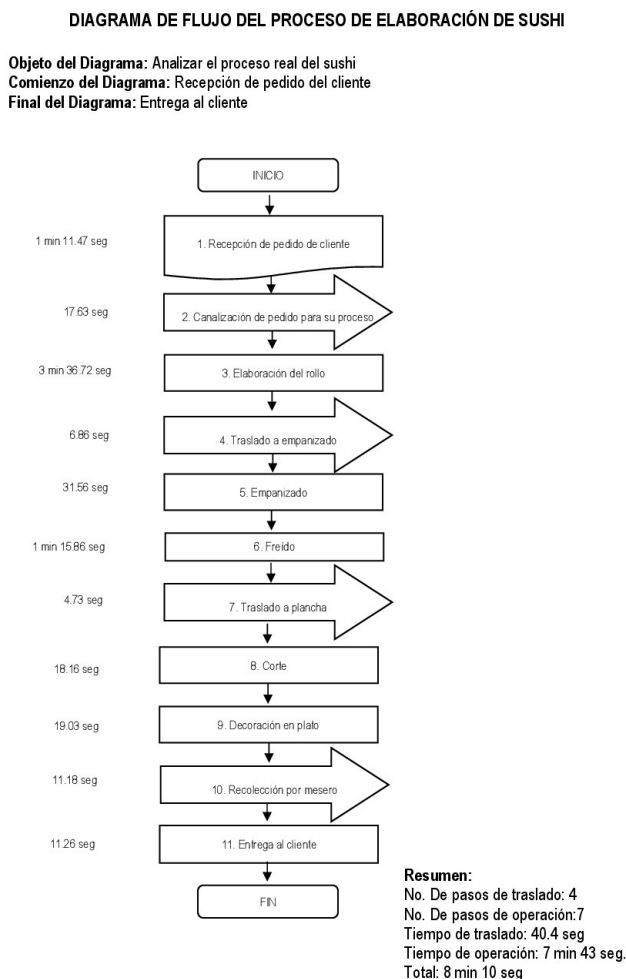 DIAGRAMA DE FLUJO DEL PROCESO DE ELABORACIÓN DE SUSHI
Objeto del Diagrama: Analizar el proceso real del sushi
Comienzo del Diagrama: Recepción de pedido del cliente
Final del Diagrama: Entrega al cliente
INICIO
1 min 11.47 seg
1. Recepción de pedido de cliente
17.63 seg
2. Canalización de pedido para su proceso
3 min 36.72 seg
3. Elaboración del rollo
6.86 seg
4. Traslado a empanizado
31.56 seg
5. Empanizado
1 min 15.86 seg
6. Freído
4.73 seg
7. Traslado a plancha
18.16 seg
8. Corte
19.03 seg
9. Decoración en plato
11.18 seg
10. Recolección por mesero
11.26 seg
11. Entrega al cliente
FIN
Resumen:
No. De pasos de traslado: 4
No. De pasos de operación:7
Tiempo de traslado: 40.4 seg
Tiempo de operación: 7 min 43 seg.
Total: 8 min 10 seg